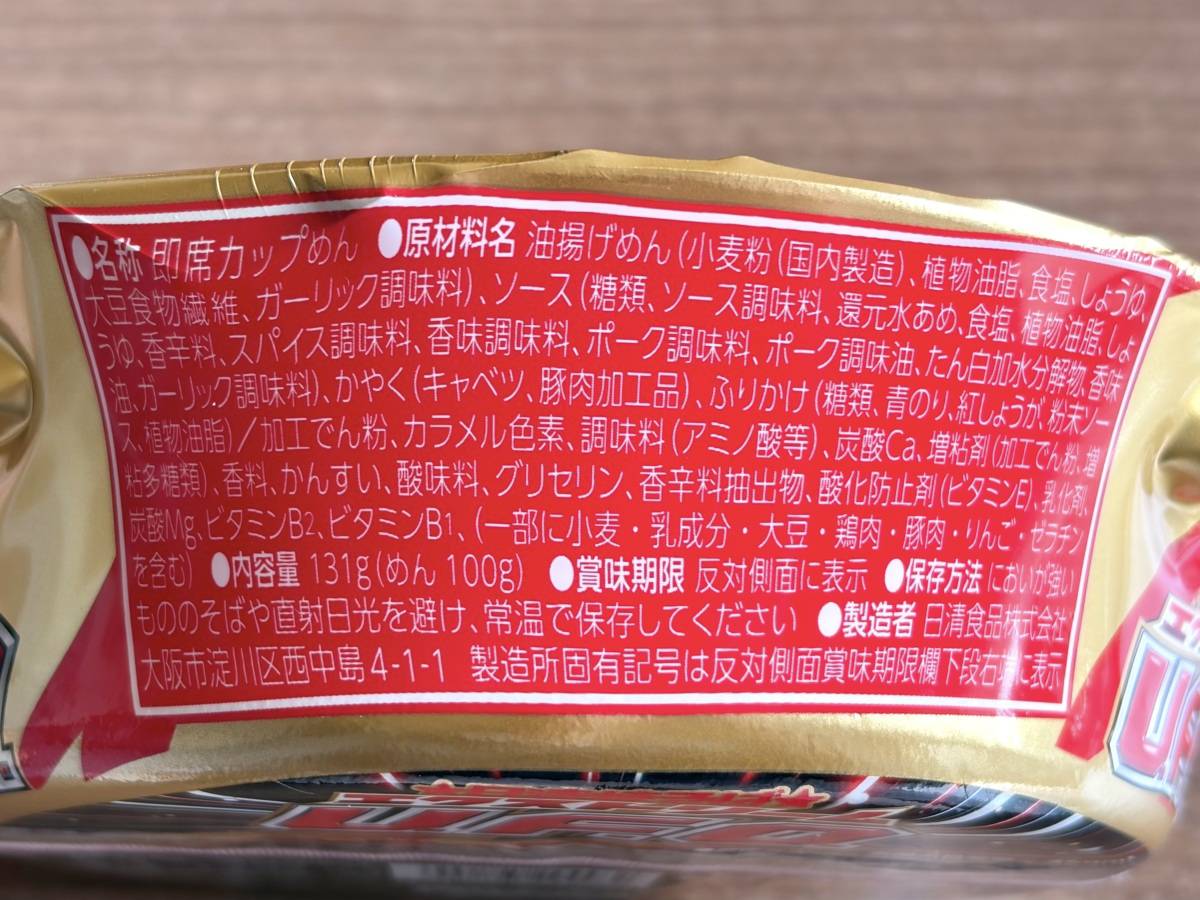 ●名称 即席カップめん ●原材料名 油揚げめん(小麦粉(国内製造)、植物油脂、食塩、しょうゆ、
大豆食物繊維、ガーリック調味料)、ソース(糖類、ソース調味料、還元水あめ、食塩、植物油脂、しょ
うゆ、香辛料、スパイス調味料、香味調味料、ポーク調味料、ポーク調味油、たん白加水分解物、香味
油、ガーリック調味料)、かやく(キャベツ、豚肉加工品)、ふりかけ(糖類、青のり、紅しょうが、粉末ソー
ス、植物油脂)/加工でん粉、カラメル色素、調味料(アミノ酸等)、炭酸Ca、増粘剤(加工でん粉、増
粘多糖類)、香料、かんすい、酸味料、グリセリン、香辛料抽出物、酸化防止剤(ビタミンE)、乳化剤、
炭酸Mg、ビタミンB2、ビタミンB1、(一部に小麦・乳成分・大豆・鶏肉・豚肉・りんご・ゼラチン
を含む) ●内容量 131g(めん 100g) ●賞味期限 反対側面に表示 ●保存方法 においが強い
もののそばや直射日光を避け、常温で保存してください ●製造者 日清食品株式会社
大阪市淀川区西中島4-1-1 製造所固有記号は反対側面賞味期限欄下段右端に表示